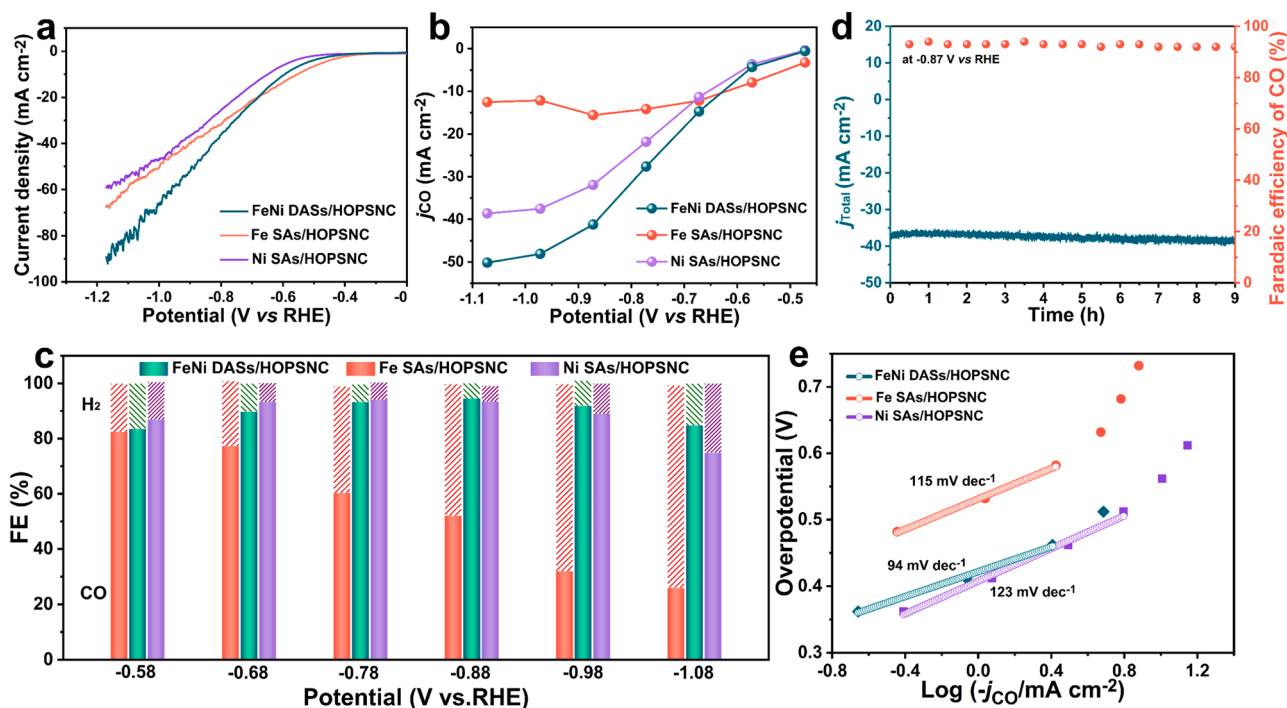 a
0
-20
-40
-60
-80
-100
Current density (mA cm-2)
FeNi DASs/HOPSNC
Fe SAs/HOPSNC
Ni SAs/HOPSNC
-1.2 -1.0 -0.8 -0.6 -0.4 -0
Potential (V vs RHE)
b
0
-10
-20
-30
-40
-50
jCO (mA cm-2)
FeNi DASs/HOPSNC
Fe SAs/HOPSNC
Ni SAs/HOPSNC
-1.1 -1.0 -0.9 -0.8 -0.7 -0.6 -0.5
Potential (V vs RHE)
d
20
15
10
5
0
-35
-40
-50
jTotal (mA cm-2)
at -0.87 V vs RHE
100
80
60
40
20
0
Faradaic efficiency of CO (%)
0 1 2 3 4 5 6 7 8 9
Time (h)
c
FeNi DASs/HOPSNC Fe SAs/HOPSNC Ni SAs/HOPSNC
100
80
60
40
20
0
FE (%)
H2
CO
-0.58 -0.68 -0.78 -0.88 -0.98 -1.08
Potential (V vs.RHE)
e
FeNi DASs/HOPSNC
Fe SAs/HOPSNC
Ni SAs/HOPSNC
0.7
0.6
0.5
0.4
0.3
Overpotential (V)
115 mV dec-1
94 mV dec-1
123 mV dec-1
-0.8 -0.4 0.0 0.4 0.8 1.2
Log (-jCO/mA cm-2)